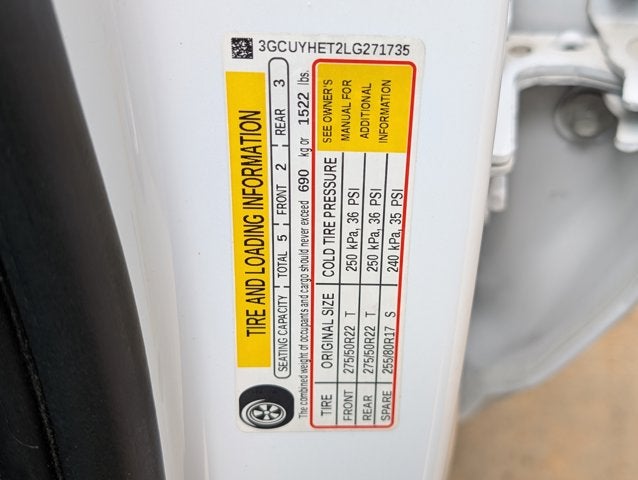 3GCUYHET2LG271735
TIRE AND LOADING INFORMATION
SEATING CAPACITY TOTAL 5 FRONT 2 REAR 3
The combined weight of occupants and cargo should never exceed 690 kg or 1522 lbs.
TIRE ORIGINAL SIZE COLD TIRE PRESSURE
FRONT 275/50R22 T 250 kPa, 36 PSI
REAR 275/50R22 T 250 kPa, 36 PSI
SPARE 255/80R17 S 240 kPa, 35 PSI
SEE OWNER'S
MANUAL FOR
ADDITIONAL
INFORMATION